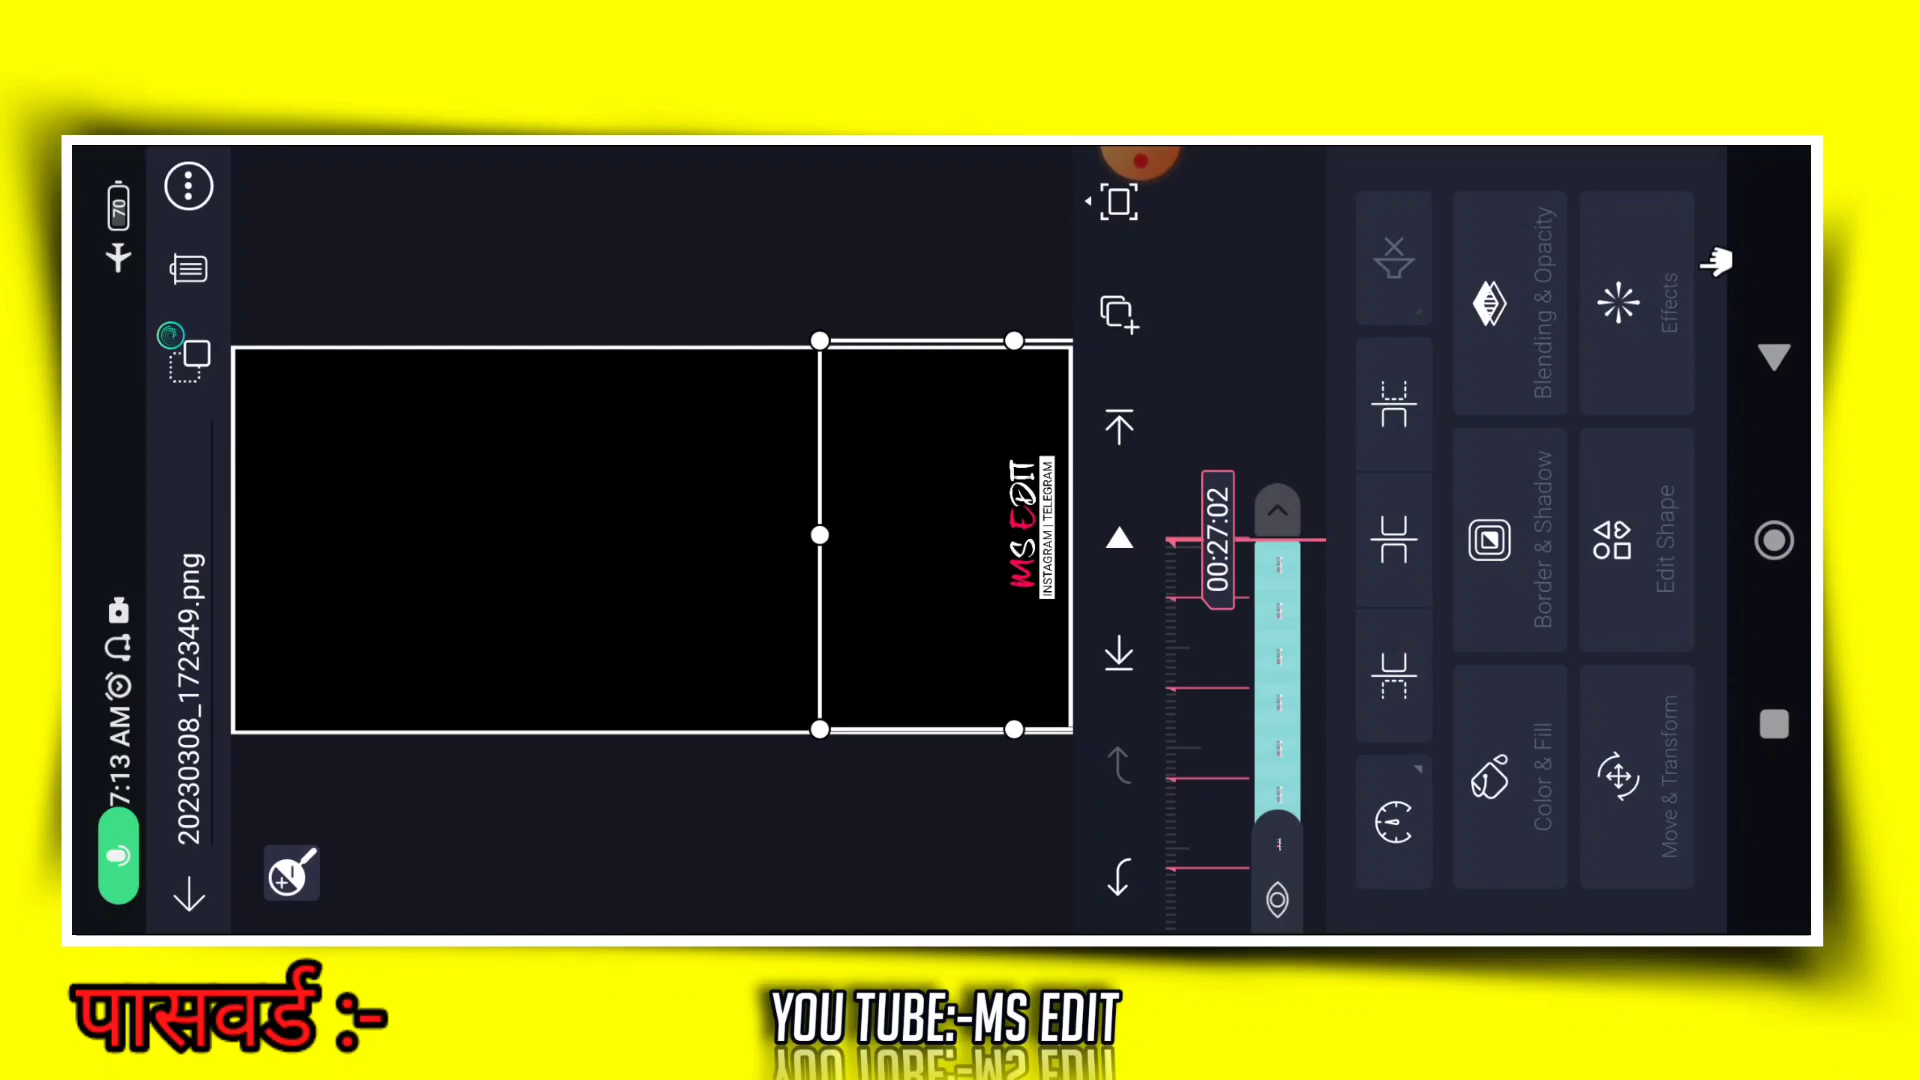 7:13 AM
70
20230308_172349.png
MS EDIT
INSTAGRAM | TELEGRAM
00:27:02
Blending & Opacity
Border & Shadow
Color & Fill
Effects
Edit Shape
Move & Transform
पासवर्ड :-
YOU TUBE:-MS EDIT